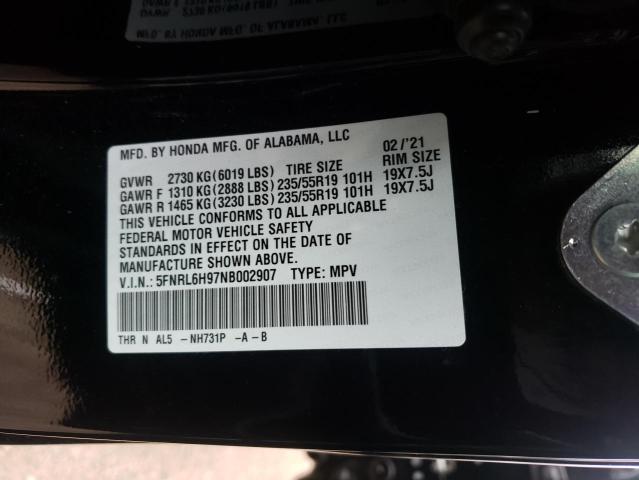 MFD. BY HONDA MFG. OF ALABAMA, LLC 02/'21
GVWR 2730 KG(6019 LBS) TIRE SIZE RIM SIZE
GAWR F 1310 KG(2888 LBS) 235/55R19 101H 19X7.5J
GAWR R 1465 KG(3230 LBS) 235/55R19 101H 19X7.5J
THIS VEHICLE CONFORMS TO ALL APPLICABLE
FEDERAL MOTOR VEHICLE SAFETY
STANDARDS IN EFFECT ON THE DATE OF
MANUFACTURE SHOWN ABOVE.
V.I.N.: 5FNRL6H97NB002907 TYPE: MPV
THR N AL5 -NH731P -A-B